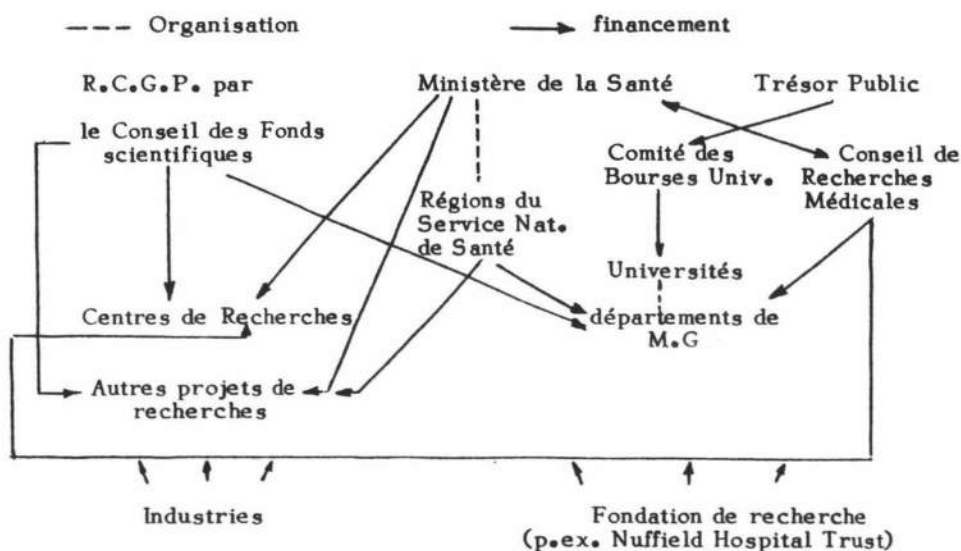 Organisation
financement
R.C.G.P. par
Ministère de la Santé
Trésor Public
le Conseil des Fonds
scientifiques
Comité des
Bourses Univ.
Conseil de
Recherches
Médicales
Régions du
Service Nat.
de Santé
Universités
Centres de Recherches
départements de
M.G
Autres projets de
recherches
Industries
Fondation de recherche
(p.ex. Nuffield Hospital Trust)